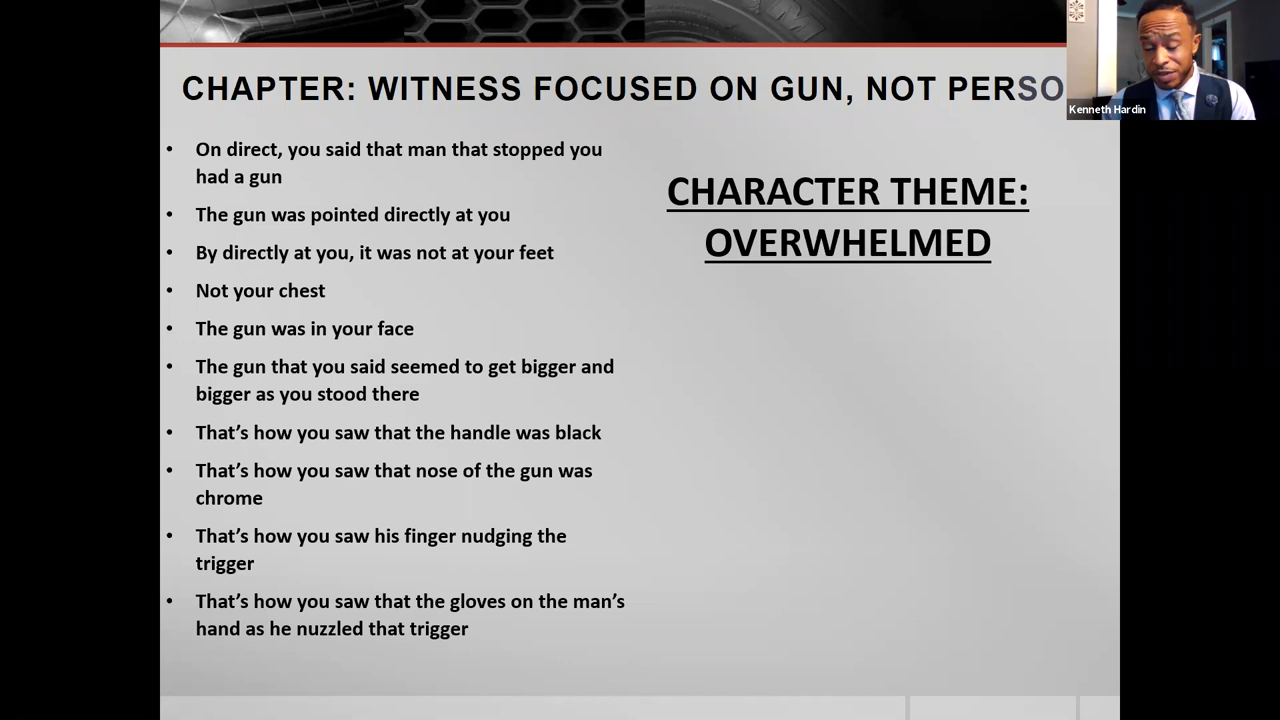 CHAPTER: WITNESS FOCUSED ON GUN, NOT PERSO
Kenneth Hardin
• On direct, you said that man that stopped you
had a gun
• The gun was pointed directly at you
• By directly at you, it was not at your feet
• Not your chest
• The gun was in your face
• The gun that you said seemed to get bigger and
bigger as you stood there
• That’s how you saw that the handle was black
• That’s how you saw that nose of the gun was
chrome
• That’s how you saw his finger nudging the
trigger
• That’s how you saw that the gloves on the man’s
hand as he nuzzled that trigger
CHARACTER THEME:
OVERWHELMED